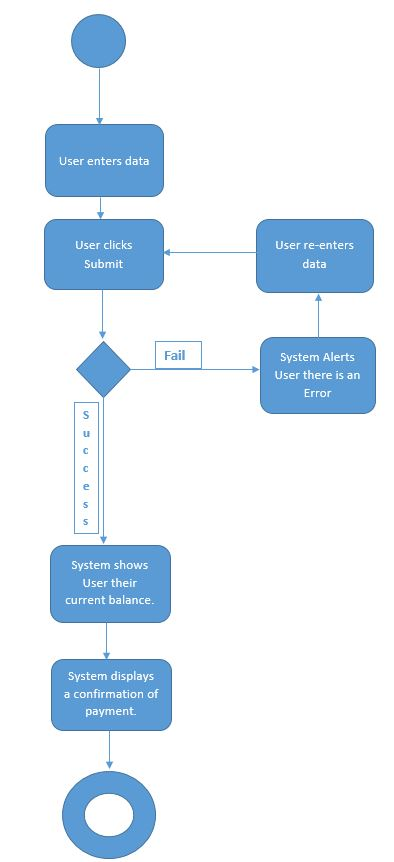 User enters data
User clicks
Submit
User re-enters
data
Fail
System Alerts
User there is an
Error
S
u
c
c
e
s
s
System shows
User their
current balance.
System displays
a confirmation of
payment.